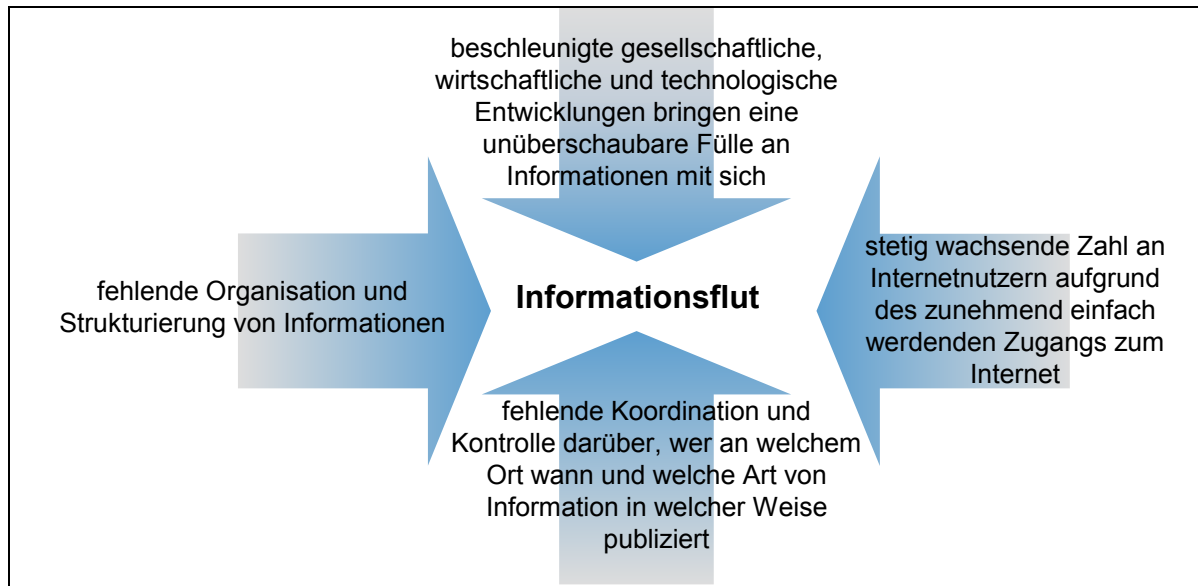 beschleunigte gesellschaftliche,
wirtschaftliche und technologische
Entwicklungen bringen eine
unüberschaubare Fülle an
Informationen mit sich
fehlende Organisation und
Strukturierung von Informationen
Informationsflut
stetig wachsende Zahl an
Internetnutzern aufgrund
des zunehmend einfach
werdenden Zugangs zum
Internet
fehlende Koordination und
Kontrolle darüber, wer an welchem
Ort wann und welche Art von
Information in welcher Weise
publiziert